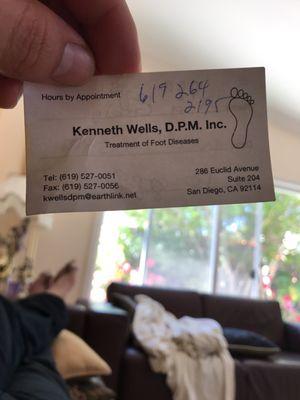 Hours by Appointment
619 264
2195
Kenneth Wells, D.P.M. Inc.
Treatment of Foot Diseases
Tel: (619) 527-0051
Fax: (619) 527-0056
kwellsdpm@earthlink.net
286 Euclid Avenue
Suite 204
San Diego, CA 92114